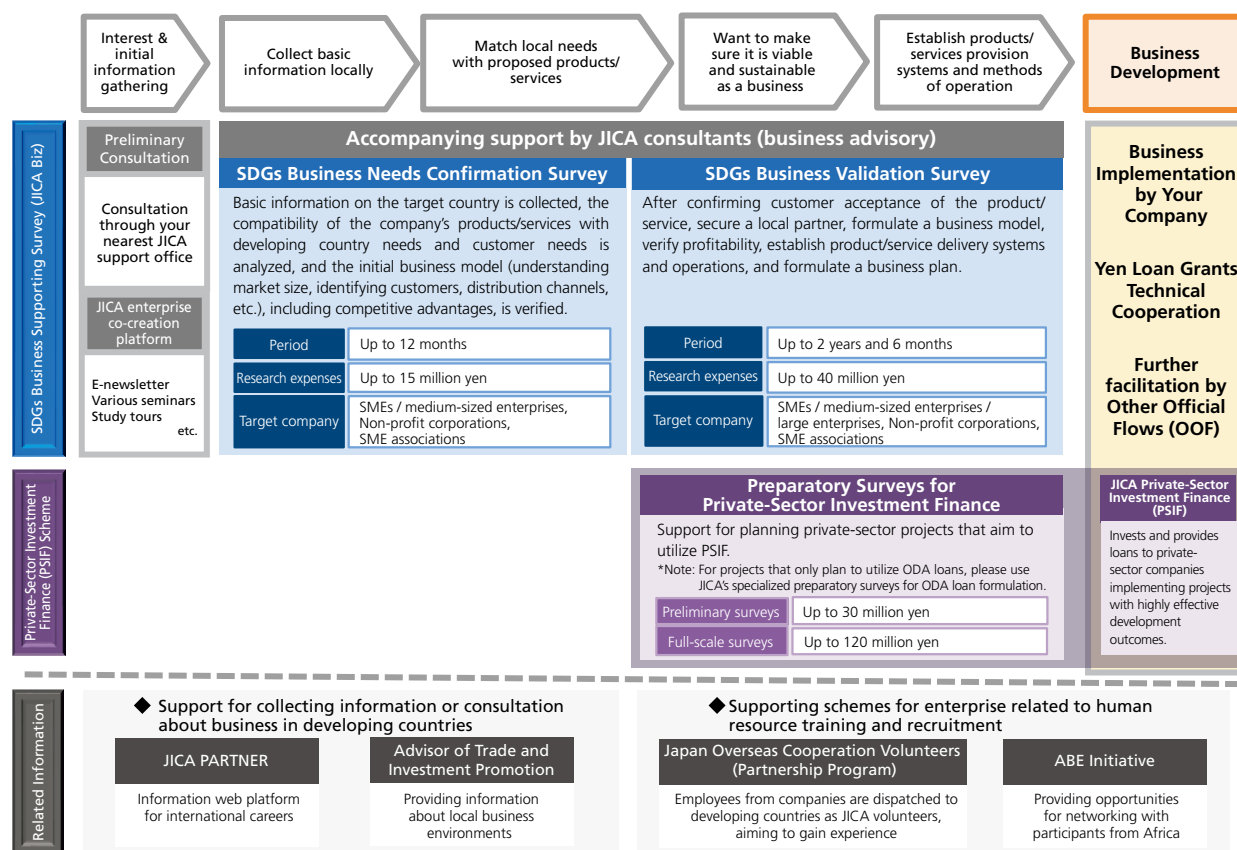 Interest &
initial
information
gathering
Collect basic
information locally
Match local needs
with proposed products/
services
Want to make
sure it is viable
and sustainable
as a business
Establish products/
services provision
systems and methods
of operation
Business
Development
SDGs Business Supporting Survey (JICA Biz)
Preliminary
Consultation
Consultation
through your
nearest JICA
support office
JICA enterprise
co-creation
platform
E-newsletter
Various seminars
Study tours
etc.
Accompanying support by JICA consultants (business advisory)
SDGs Business Needs Confirmation Survey
Basic information on the target country is collected, the
compatibility of the company's products/services with
developing country needs and customer needs is
analyzed, and the initial business model (understanding
market size, identifying customers, distribution channels,
etc.), including competitive advantages, is verified.
Period
Up to 12 months
Research expenses
Up to 15 million yen
Target company
SMEs / medium-sized enterprises,
Non-profit corporations,
SME associations
SDGs Business Validation Survey
After confirming customer acceptance of the product/
service, secure a local partner, formulate a business model,
verify profitability, establish product/service delivery systems
and operations, and formulate a business plan.
Period
Up to 2 years and 6 months
Research expenses
Up to 40 million yen
Target company
SMEs / medium-sized enterprises /
large enterprises, Non-profit corporations,
SME associations
Business
Implementation
by Your
Company
Yen Loan Grants
Technical
Cooperation
Further
facilitation by
Other Official
Flows (OOF)
Private-Sector Investment
Finance (PSIF) Scheme
Preparatory Surveys for
Private-Sector Investment Finance
Support for planning private-sector projects that aim to
utilize PSIF.
*Note: For projects that only plan to utilize ODA loans, please use
JICA's specialized preparatory surveys for ODA loan formulation.
Preliminary surveys
Up to 30 million yen
Full-scale surveys
Up to 120 million yen
JICA Private-Sector
Investment Finance
(PSIF)
Invests and provides
loans to private-
sector companies
implementing projects
with highly effective
development
outcomes.
Related Information
◆ Support for collecting information or consultation
about business in developing countries
JICA PARTNER
Information web platform
for international careers
Advisor of Trade and
Investment Promotion
Providing information
about local business
environments
◆ Supporting schemes for enterprise related to human
resource training and recruitment
Japan Overseas Cooperation Volunteers
(Partnership Program)
Employees from companies are dispatched to
developing countries as JICA volunteers,
aiming to gain experience
ABE Initiative
Providing opportunities
for networking with
participants from Africa